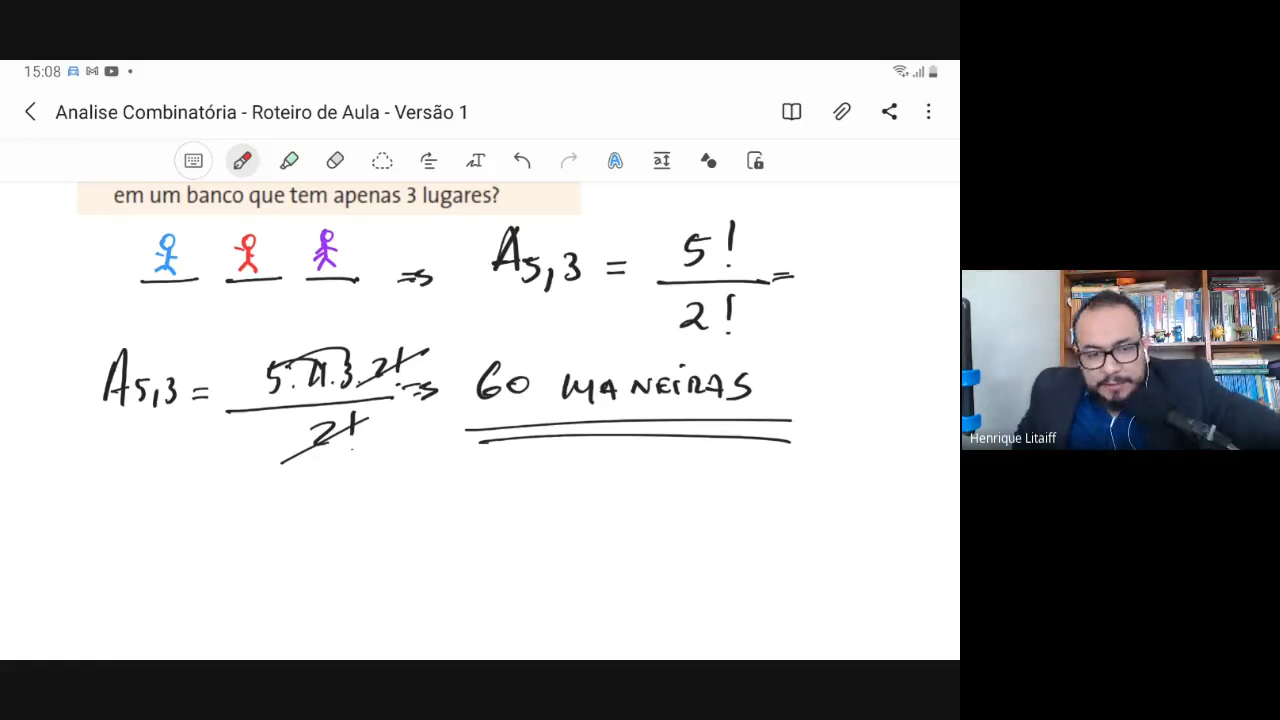 15:08
Analise Combinatória - Roteiro de Aula - Versão 1
em um banco que tem apenas 3 lugares?
⇒ A5,3 = 5! / 2! =
A5,3 = 5.4.3.2! / 2! ⇒ 60 MANEIRAS
Henrique Litaiff